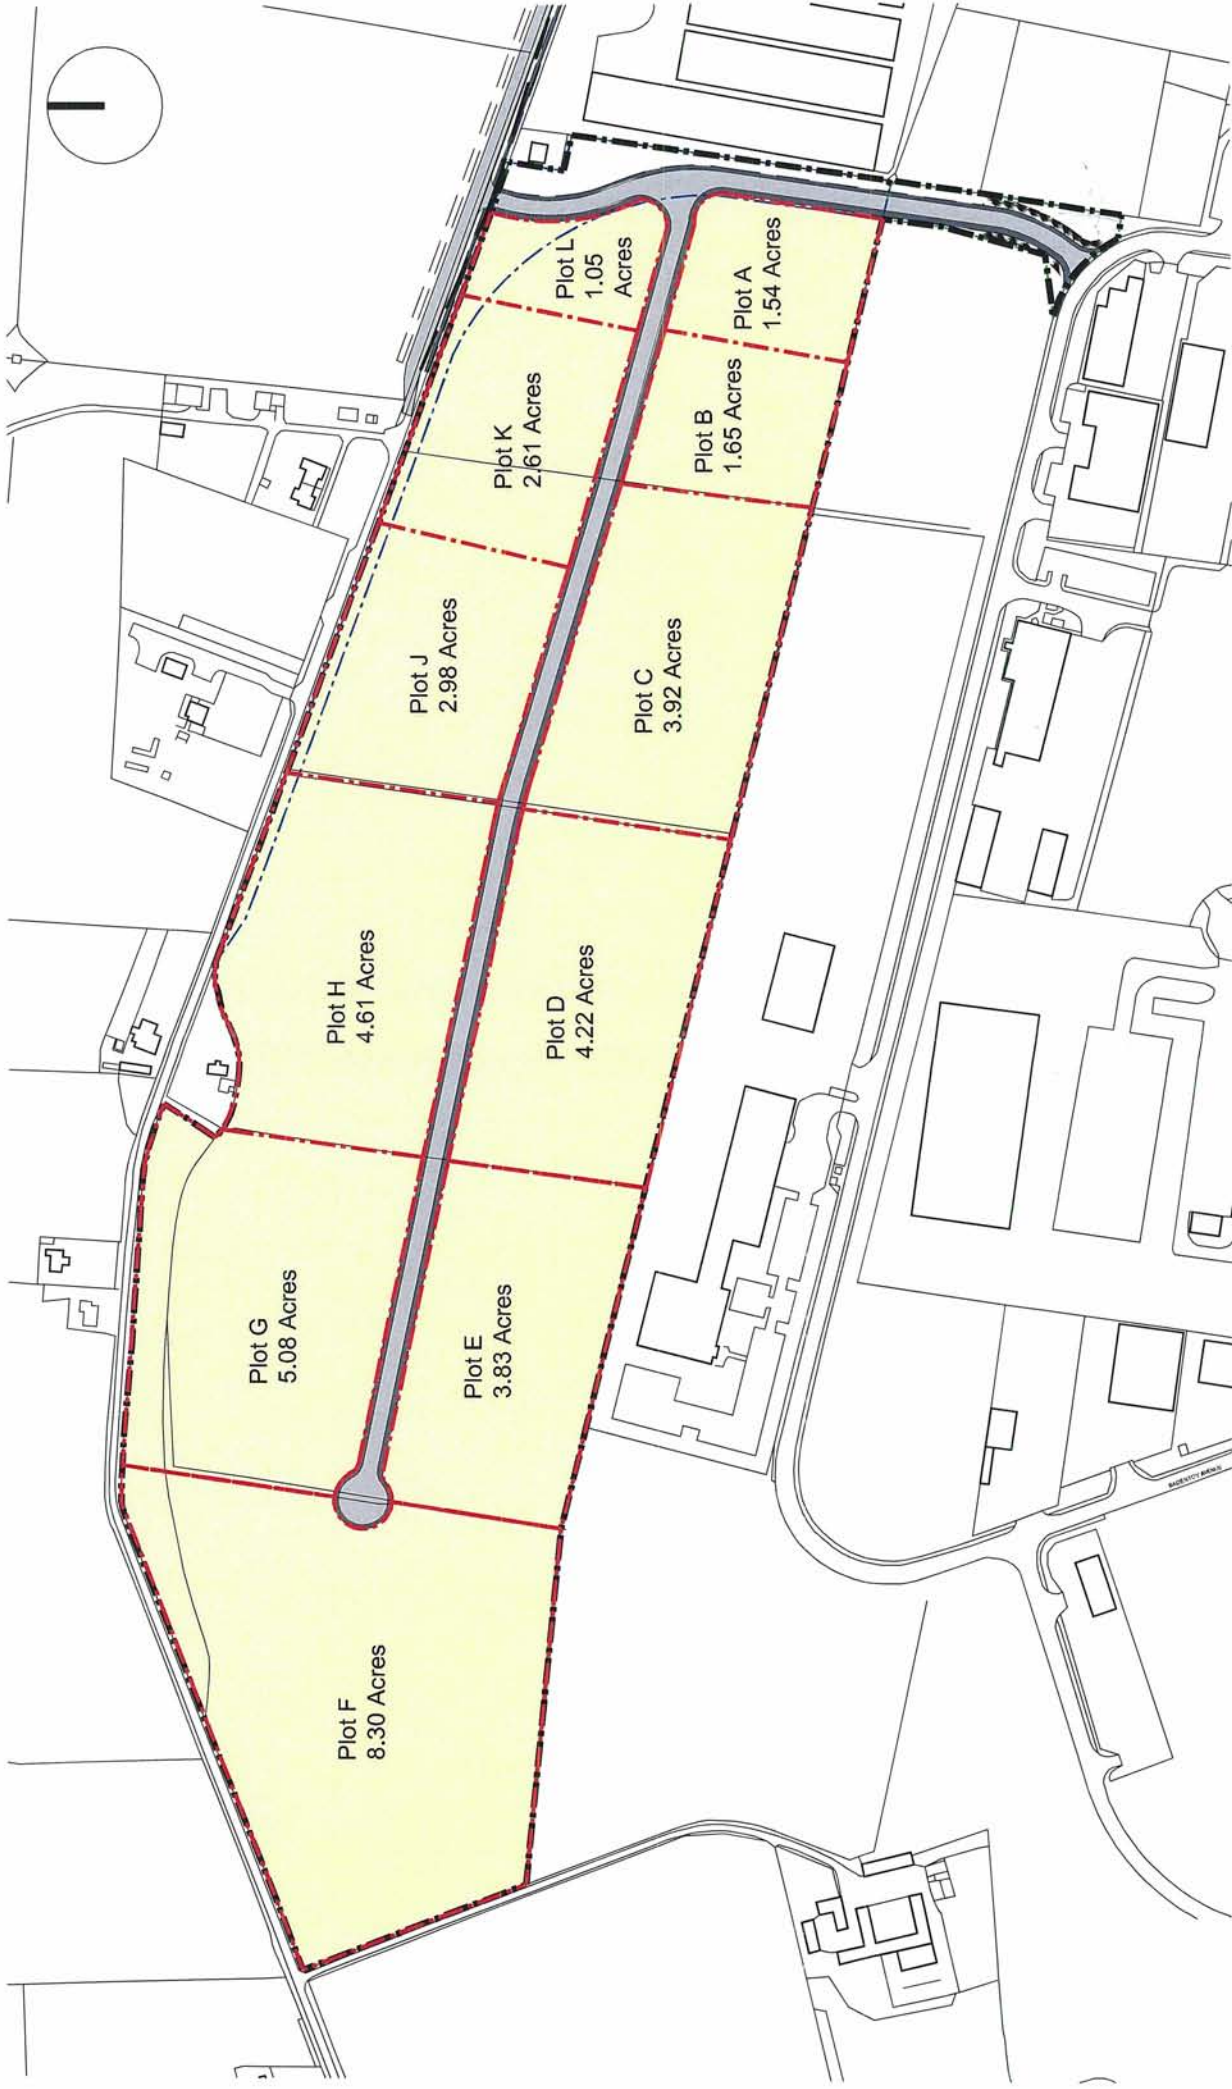 Plot L
1.05
Acres
Plot A
1.54 Acres
Plot K
2.61 Acres
Plot B
1.65 Acres
Plot J
2.98 Acres
Plot C
3.92 Acres
Plot H
4.61 Acres
Plot D
4.22 Acres
Plot G
5.08 Acres
Plot E
3.83 Acres
Plot F
8.30 Acres
BADENTOY AVENUE